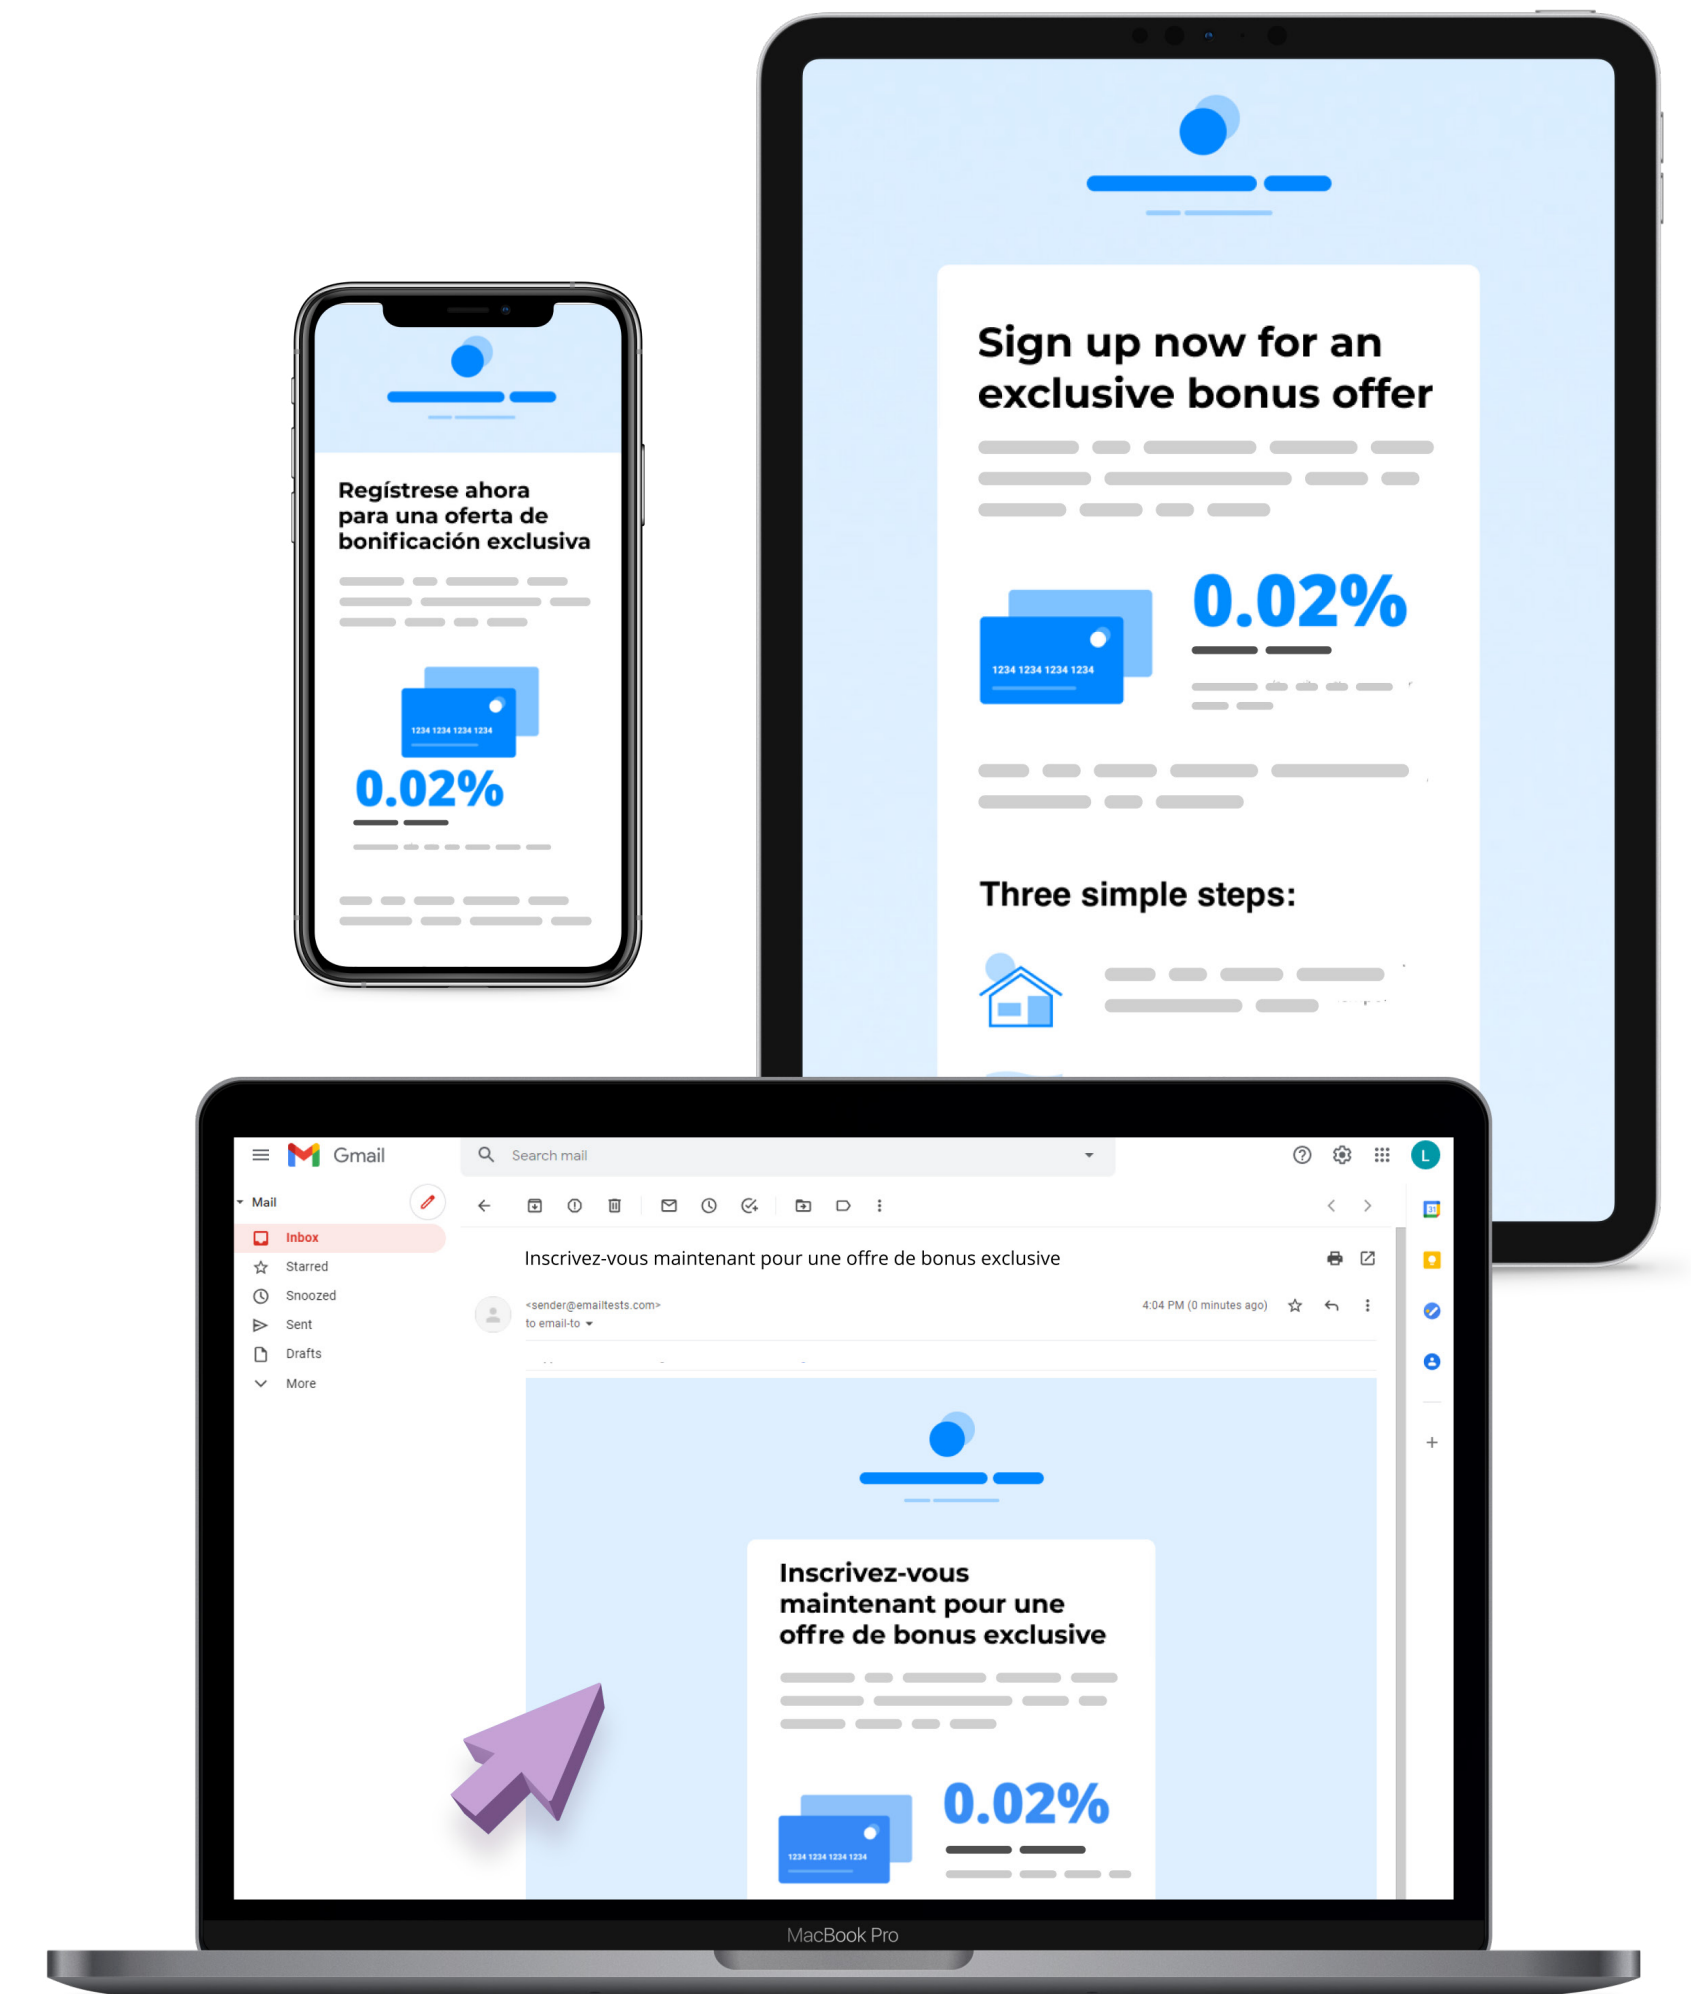 Sign up now for an
exclusive bonus offer
0.02%
1234 1234 1234 1234
Three simple steps:
Regístrese ahora
para una oferta de
bonificación exclusiva
1234 1234 1234 1234
0.02%
Gmail
Search mail
L
Mail
Inbox
Starred
Snoozed
Sent
Drafts
More
31
Inscrivez-vous maintenant pour une offre de bonus exclusive
<sender@emailtests.com>
4:04 PM (0 minutes ago)
to email-to
Inscrivez-vous
maintenant pour une
offre de bonus exclusive
0.02%
1234 1234 1234 1234
MacBook Pro